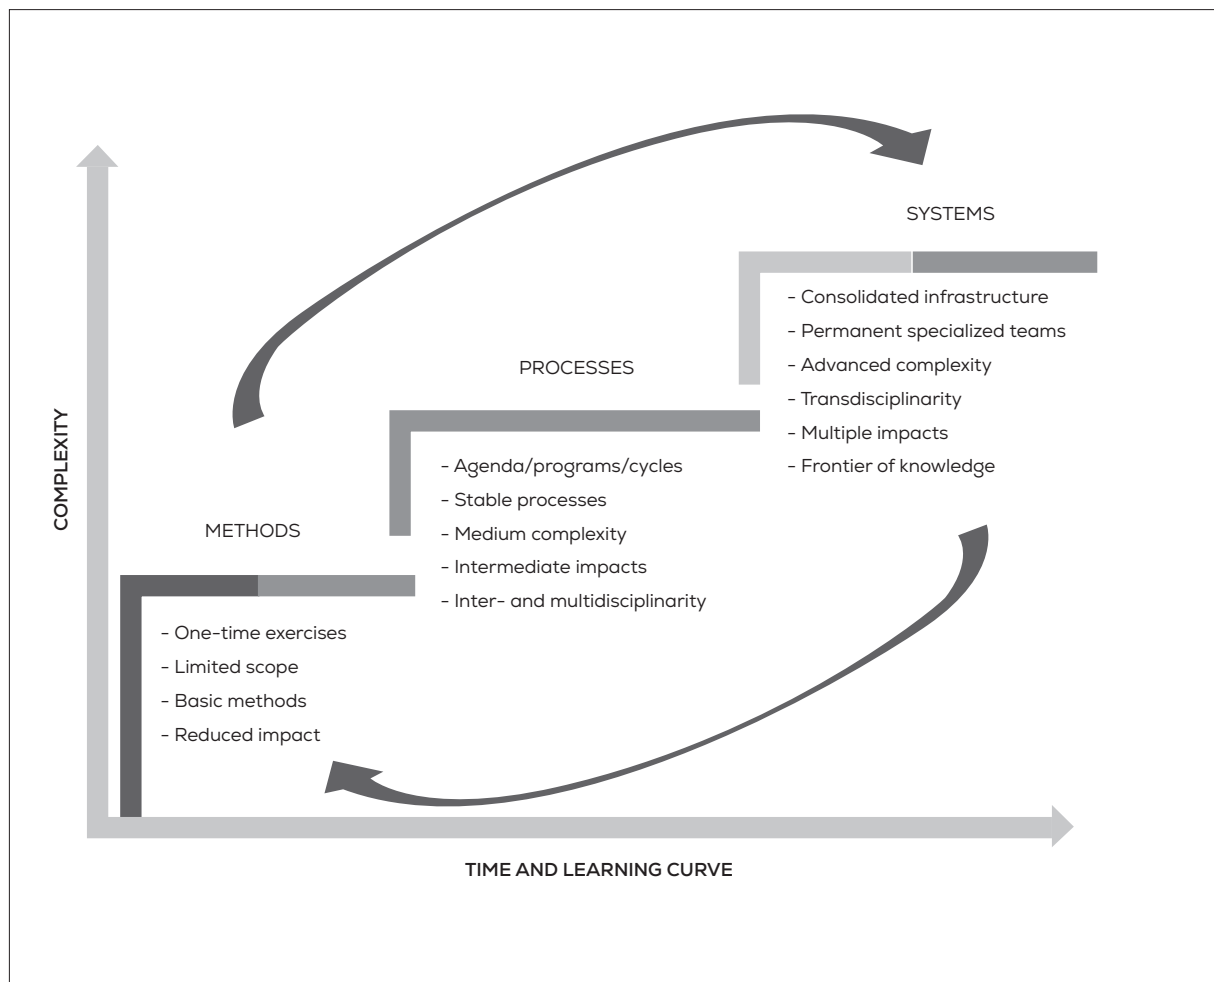 SYSTEMS
- Consolidated infrastructure
- Permanent specialized teams
- Advanced complexity
- Transdisciplinarity
- Multiple impacts
- Frontier of knowledge
PROCESSES
- Agenda/programs/cycles
- Stable processes
- Medium complexity
- Intermediate impacts
- Inter- and multidisciplinarity
METHODS
- One-time exercises
- Limited scope
- Basic methods
- Reduced impact
COMPLEXITY
TIME AND LEARNING CURVE